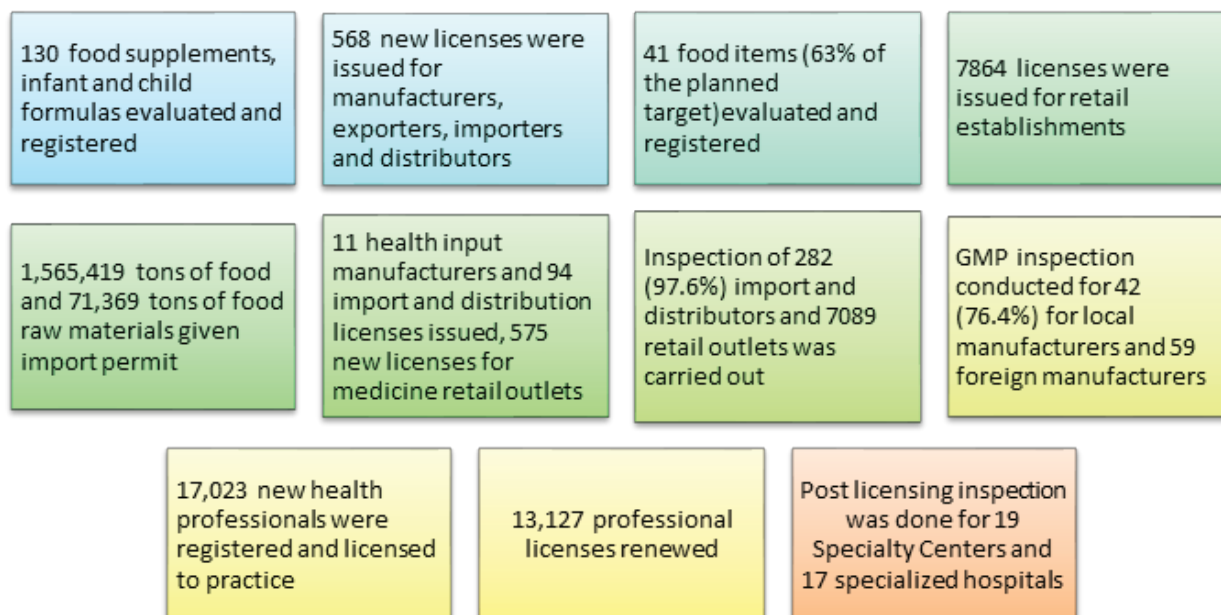 130 food supplements,
infant and child
formulas evaluated and
registered
568 new licenses were
issued for
manufacturers,
exporters, importers
and distributors
41 food items (63% of
the planned
target)evaluated and
registered
7864 licenses were
issued for retail
establishments
1,565,419 tons of food
and 71,369 tons of food
raw materials given
import permit
11 health input
manufacturers and 94
import and distribution
licenses issued, 575
new licenses for
medicine retail outlets
Inspection of 282
(97.6%) import and
distributors and 7089
retail outlets was
carried out
GMP inspection
conducted for 42
(76.4%) for local
manufacturers and 59
foreign manufacturers
17,023 new health
professionals were
registered and licensed
to practice
13,127 professional
licenses renewed
Post licensing inspection
was done for 19
Specialty Centers and
17 specialized hospitals